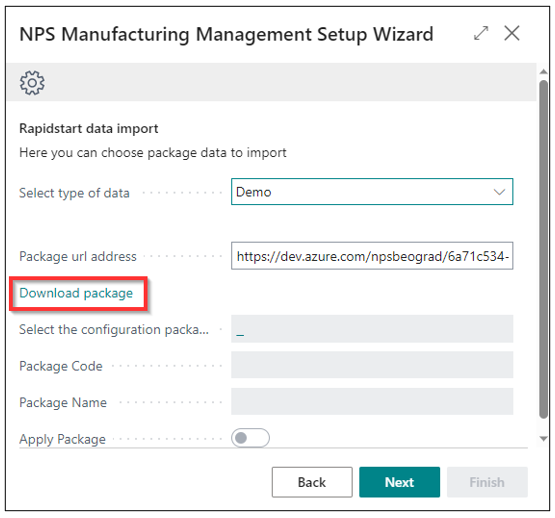 NPS Manufacturing Management Setup Wizard
Rapidstart data import
Here you can choose package data to import
Select type of data Demo
Package url address https://dev.azure.com/npsbeograd/6a71c534-
Download package
Select the configuration packa... _
Package Code
Package Name
Apply Package
Back Next Finish